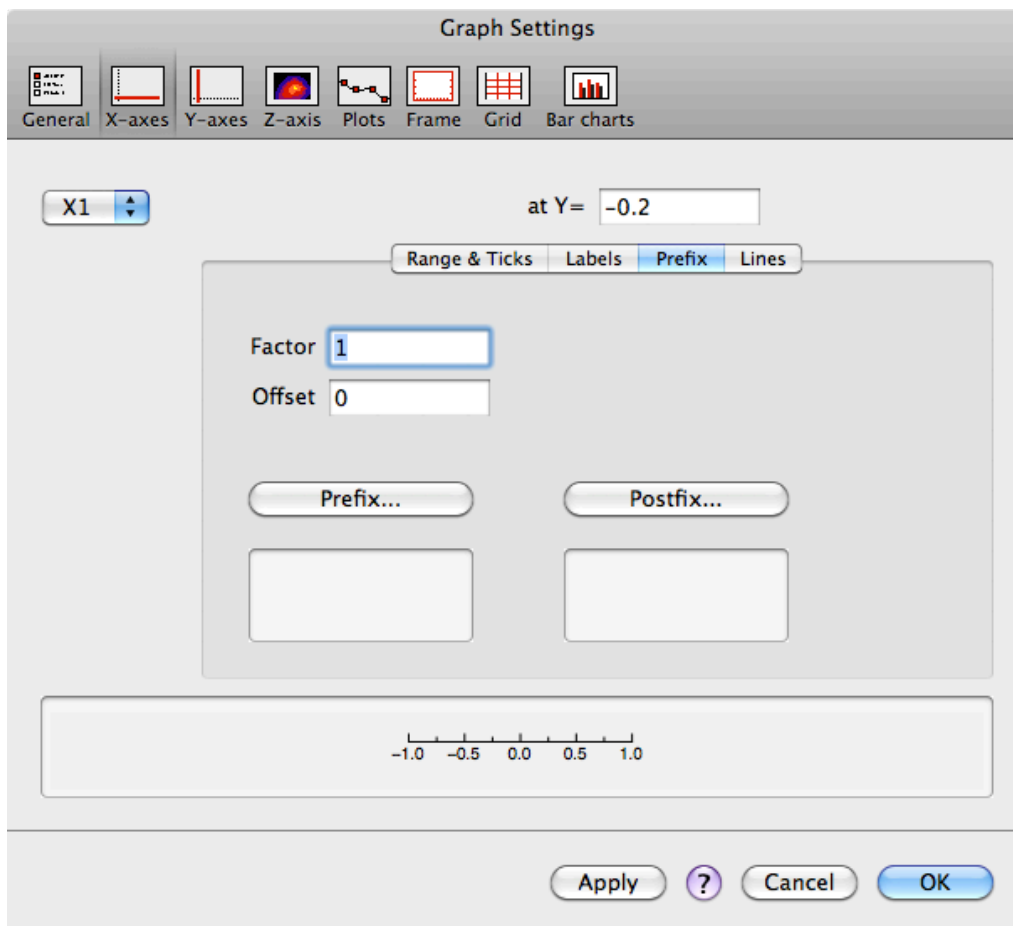 Graph Settings
General X-axes Y-axes Z-axis Plots Frame Grid Bar charts
X1 at Y= -0.2
Range & Ticks Labels Prefix Lines
Factor 1
Offset 0
Prefix... Postfix...
-1.0 -0.5 0.0 0.5 1.0
Apply ? Cancel OK